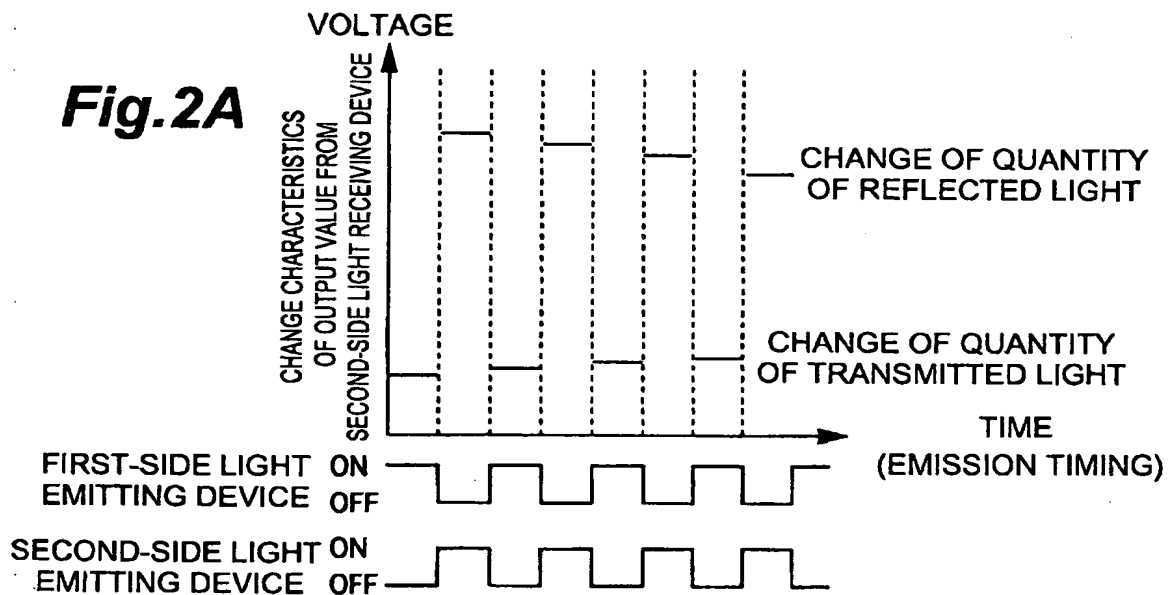 Fig.2A
VOLTAGE
CHANGE CHARACTERISTICS
OF OUTPUT VALUE FROM
SECOND-SIDE LIGHT RECEIVING DEVICE
CHANGE OF QUANTITY
OF REFLECTED LIGHT
CHANGE OF QUANTITY
OF TRANSMITTED LIGHT
TIME
(EMISSION TIMING)
FIRST-SIDE LIGHT ON
EMITTING DEVICE OFF
SECOND-SIDE LIGHT ON
EMITTING DEVICE OFF